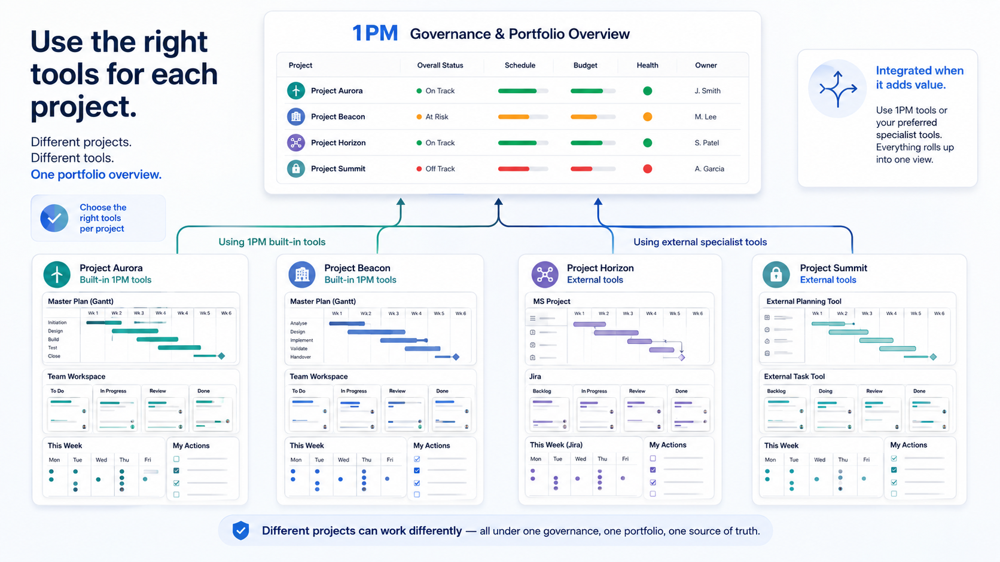 Use the right
tools for each
project.
Different projects.
Different tools.
One portfolio overview.
Choose the
right tools
per project
1PM Governance & Portfolio Overview
Project Overall Status Schedule Budget Health Owner
Project Aurora On Track J. Smith
Project Beacon At Risk M. Lee
Project Horizon On Track S. Patel
Project Summit Off Track A. Garcia
Integrated when
it adds value.
Use 1PM tools or
your preferred
specialist tools.
Everything rolls up
into one view.
Using 1PM built-in tools
Using external specialist tools
Project Aurora
Built-in 1PM tools
Master Plan (Gantt)
Wk 1 Wk 2 Wk 3 Wk 4 Wk 4 Wk 5 Wk 6
Initiation
Design
Build
Test
Close
Team Workspace
To Do In Progress Review Done
This Week
Mon Tue Wed Thu Fri
My Actions
Project Beacon
Built-in 1PM tools
Master Plan (Gantt)
Wk 1 Wk 2 Wk 3 Wk 4 Wk 5 Wk 6
Analyse
Design
Implement
Validate
Handover
Team Workspace
To Do In Progress Review Done
This Week
Mon Tue Wed Thu Fri
My Actions
Project Horizon
External tools
MS Project
Wk 1 Wk 2 Wk 3 Wk 4 Wk 5 Wk 6
Jira
Backlog In Progress Review Done
This Week (Jira)
Mon Tue Wed Thu Fri
My Actions
Project Summit
External tools
External Planning Tool
Wk 1 Wk 2 Wk 3 Wk 4 Wk 5 Wk 6
External Task Tool
Backlog Doing Review Done
This Week
Mon Tue Wed Thu Fri
My Actions
Different projects can work differently — all under one governance, one portfolio, one source of truth.